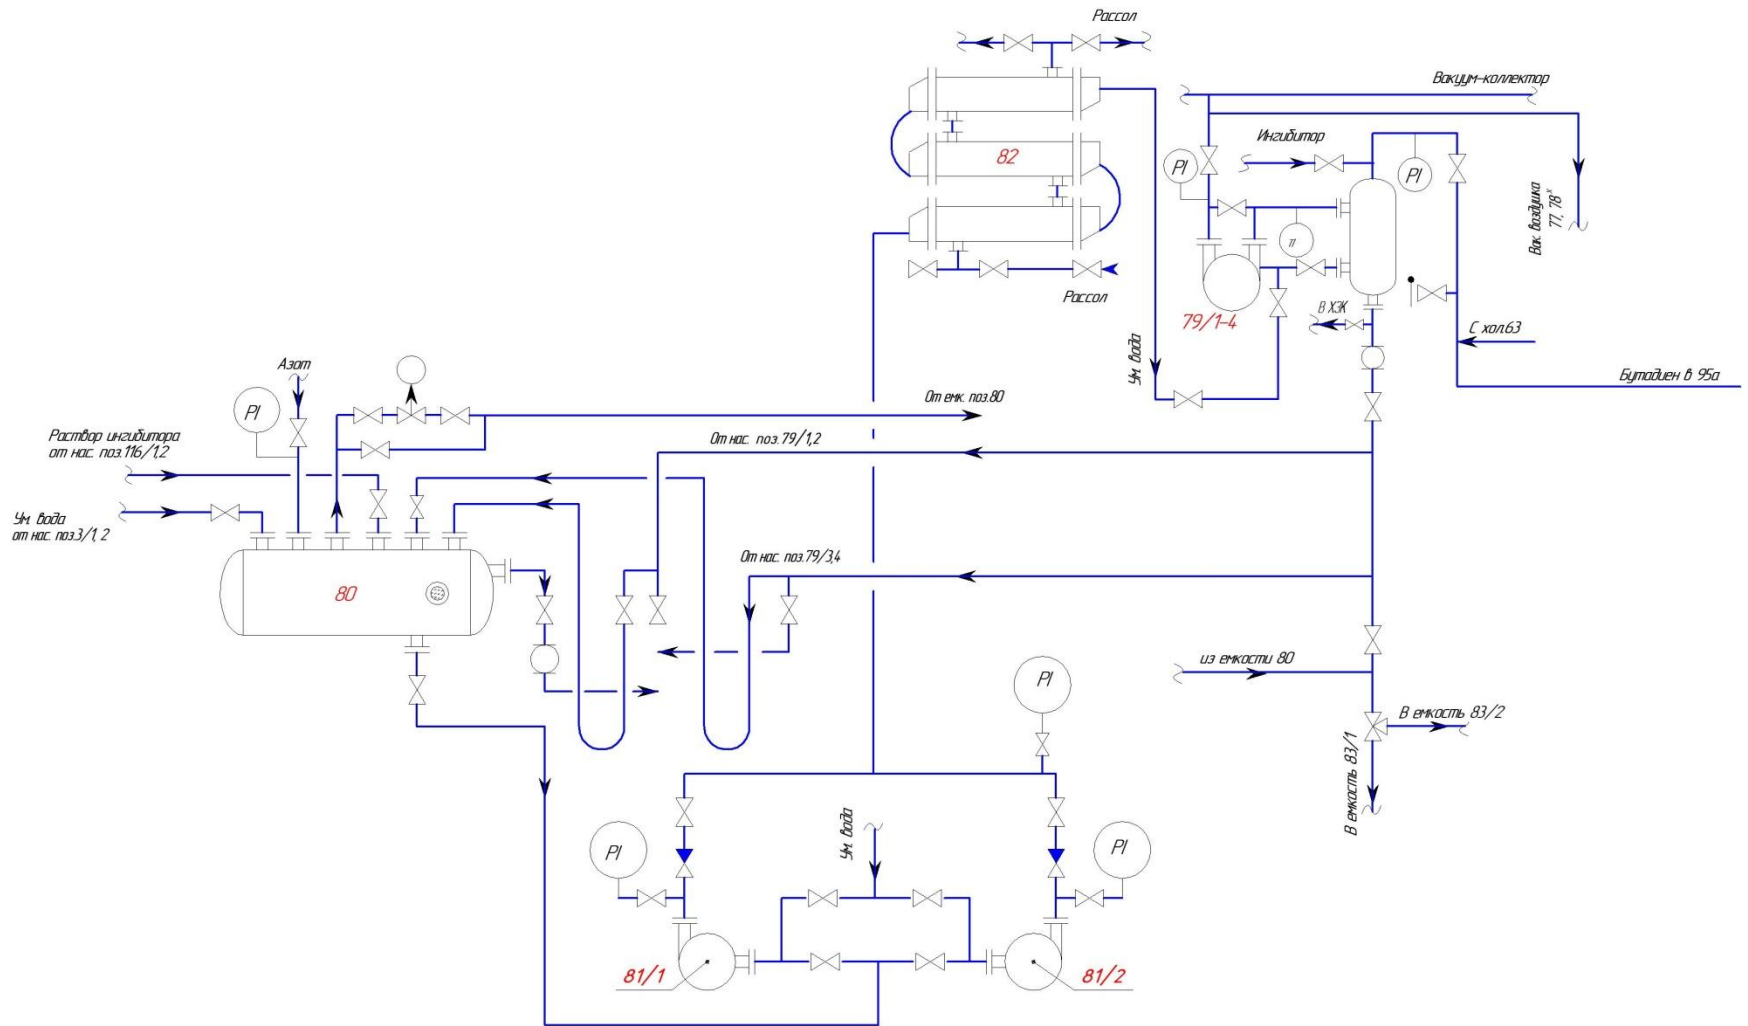 Рассол
Вакуум-коллектор
Ингибитор
PI
PI
82
Вак. воздушка
77, 78ˣ
Рассол
79/1-4
В ХЗК
С хол.63
Ум. вода
Бутадиен в 95а
Азот
PI
От емк. поз.80
Раствор ингибитора
от нас. поз.116/1,2
От нас. поз.79/1,2
Ум. вода
от нас. поз.3/1, 2
От нас. поз.79/3,4
80
из емкости 80
PI
В емкость 83/2
В емкость 83/1
Ум. вода
PI
PI
81/1
81/2